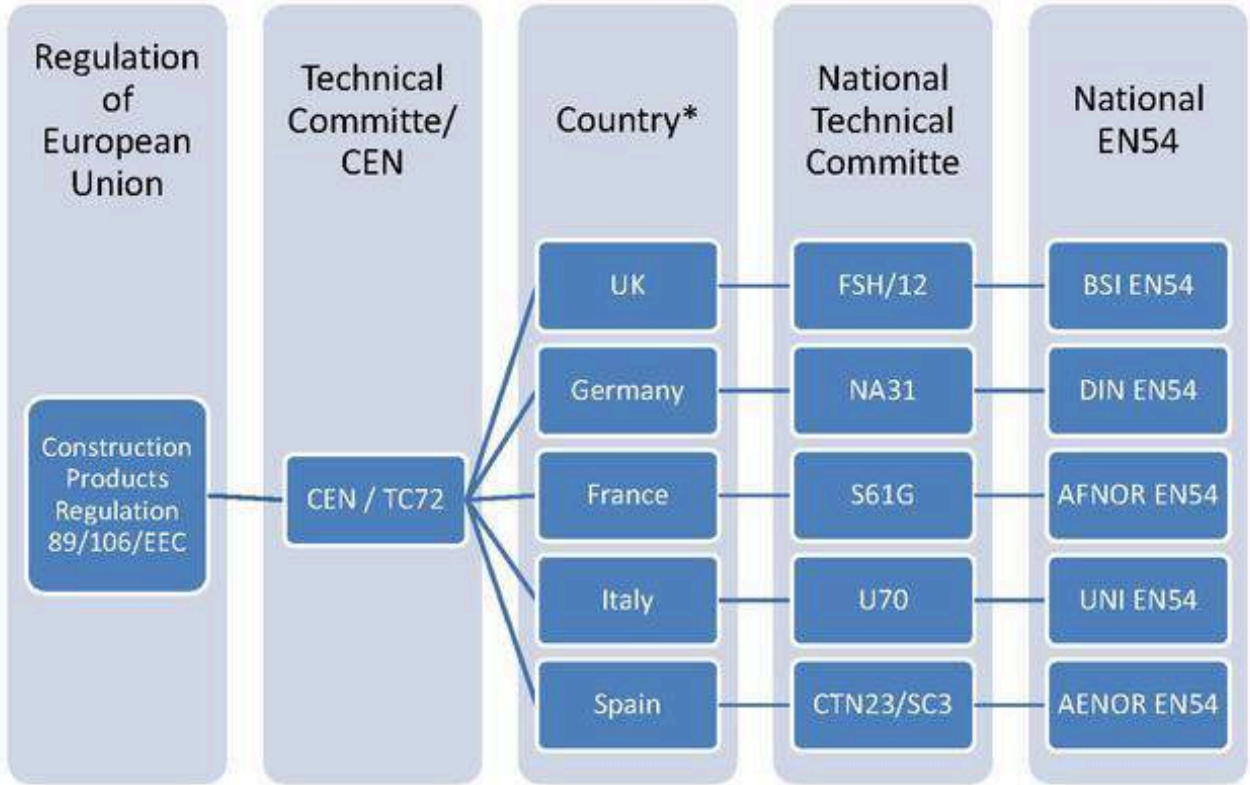 Regulation
of
European
Union
Technical
Committe/
CEN
Country*
National
Technical
Committe
National
EN54
Construction
Products
Regulation
89/106/EEC
CEN / TC72
UK
FSH/12
BSI EN54
Germany
NA31
DIN EN54
France
S61G
AFNOR EN54
Italy
U70
UNI EN54
Spain
CTN23/SC3
AENOR EN54